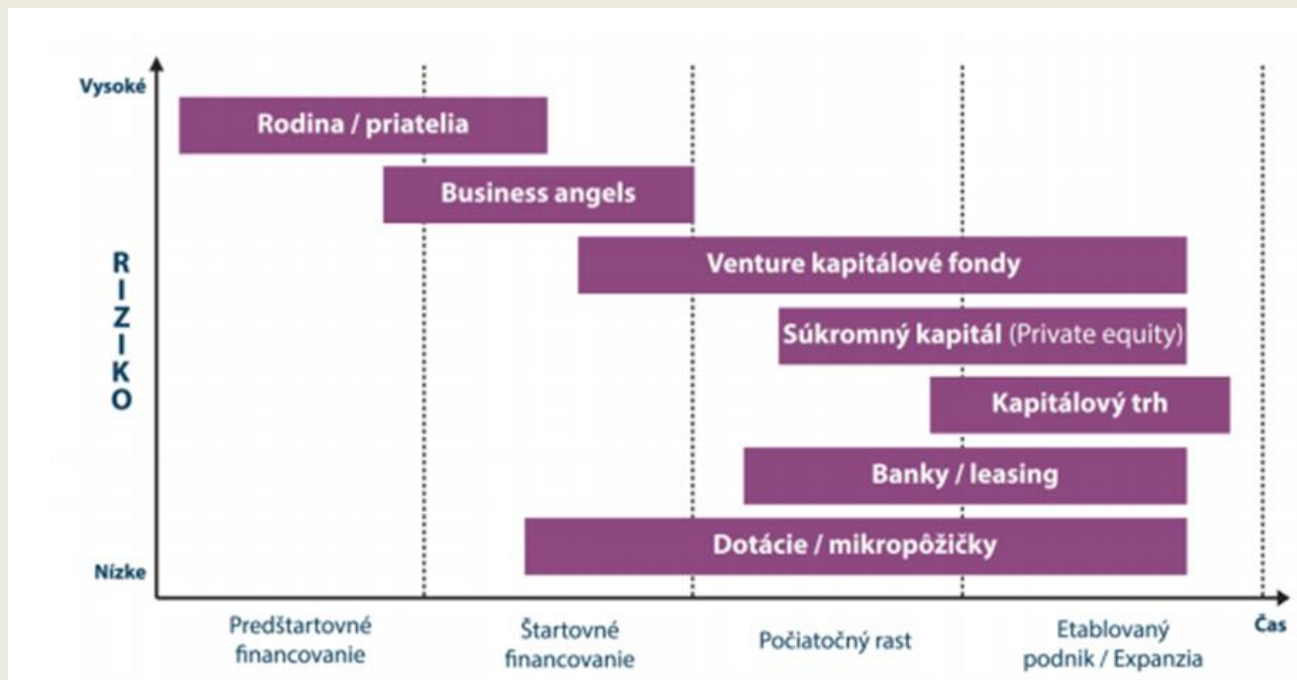 Vysoké
Rodina / priatelia
Business angels
Venture kapitálové fondy
Súkromný kapitál (Private equity)
Kapitálový trh
Banky / leasing
Dotácie / mikropôžičky
RIZIKO
Nízke
Predštartovné
financovanie
Štartovné
financovanie
Počiatočný rast
Etablovaný
podnik / Expanzia
Čas